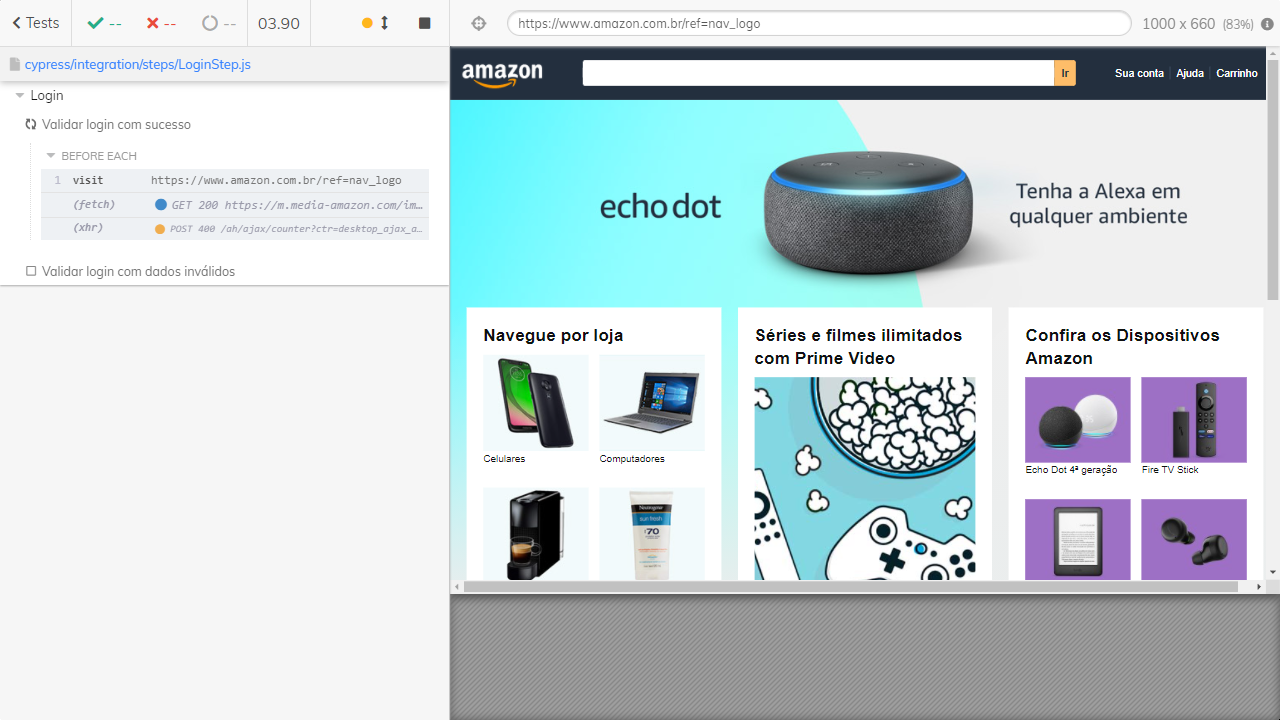 Tests -- -- -- 03.90
https://www.amazon.com.br/ref=nav_logo 1000 x 660 (83%)
cypress/integration/steps/LoginStep.js
Login
Validar login com sucesso
BEFORE EACH
1 visit https://www.amazon.com.br/ref=nav_logo
(fetch) GET 200 https://m.media-amazon.com/im...
(xhr) POST 400 /ah/ajax/counter?ctr=desktop_ajax_a...
Validar login com dados inválidos
amazon Ir Sua conta Ajuda Carrinho
echo dot
Tenha a Alexa em
qualquer ambiente
Navegue por loja
Celulares Computadores
Neutrogena
sun fresh
70
Séries e filmes ilimitados
com Prime Video
Confira os Dispositivos
Amazon
Echo Dot 4ª geração Fire TV Stick